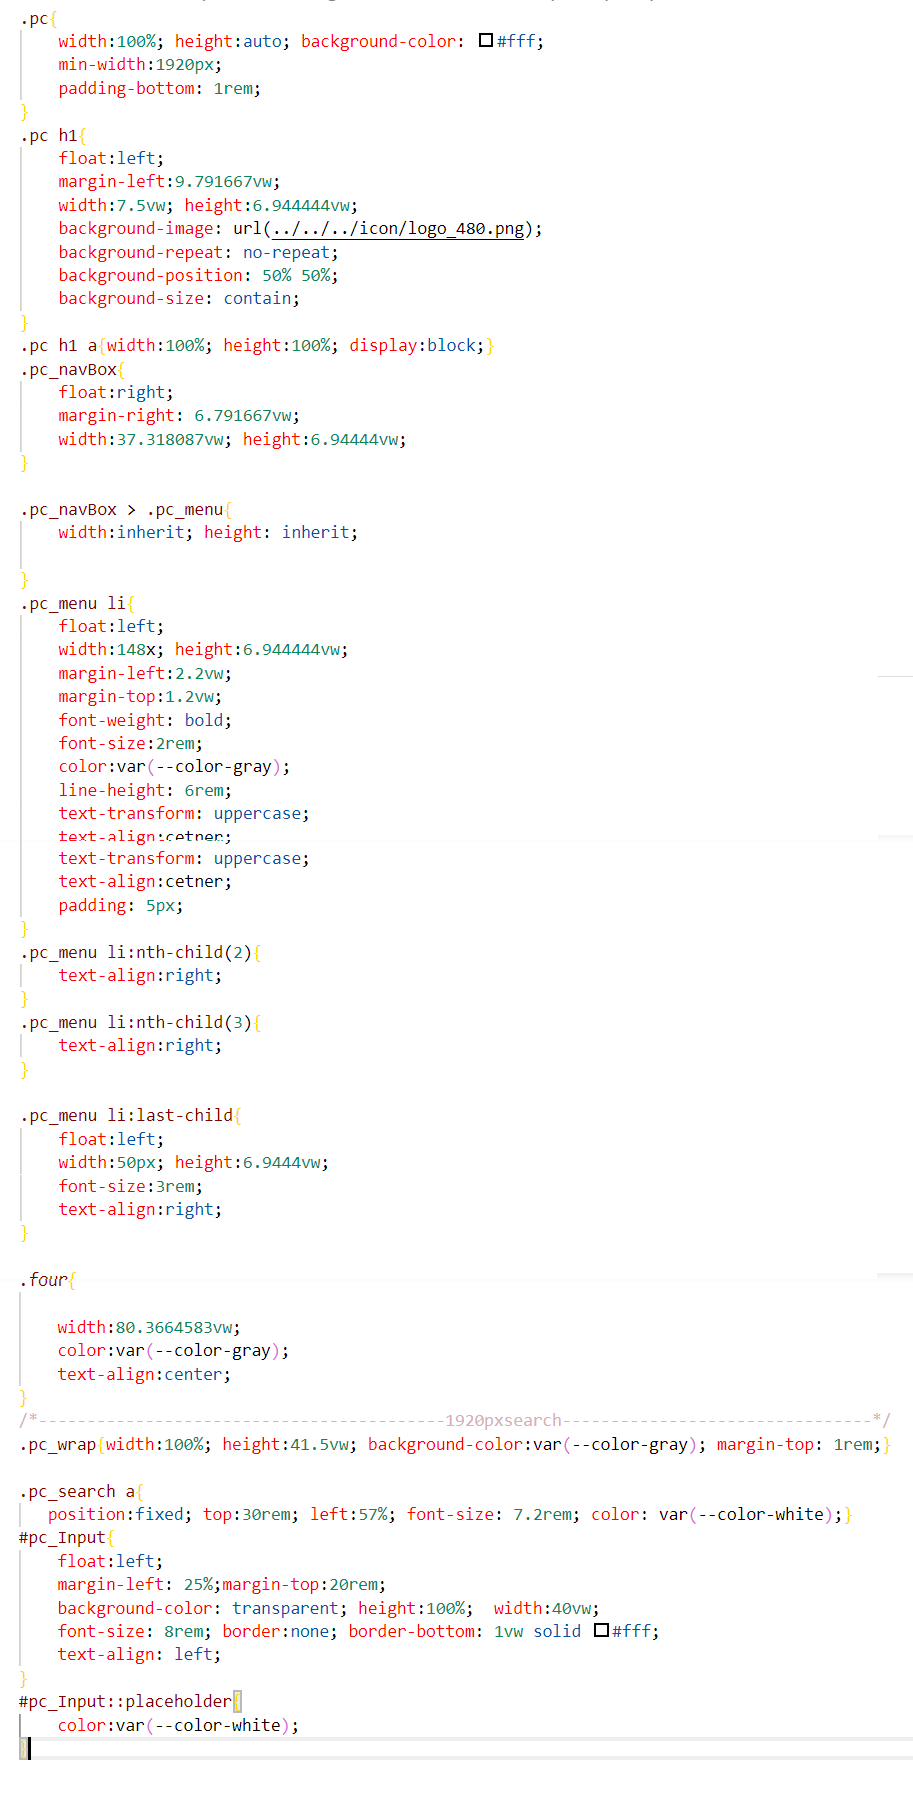 .pc{
    width:100%; height:auto; background-color: #fff;
    min-width:1920px;
    padding-bottom: 1rem;
}
.pc h1{
    float:left;
    margin-left:9.791667vw;
    width:7.5vw; height:6.944444vw;
    background-image: url(../../../icon/logo_480.png);
    background-repeat: no-repeat;
    background-position: 50% 50%;
    background-size: contain;
}
.pc h1 a{width:100%; height:100%; display:block;}
.pc_navBox{
    float:right;
    margin-right: 6.791667vw;
    width:37.318087vw; height:6.94444vw;
}
.pc_navBox > .pc_menu{
    width:inherit; height: inherit;
}
.pc_menu li{
    float:left;
    width:148x; height:6.944444vw;
    margin-left:2.2vw;
    margin-top:1.2vw;
    font-weight: bold;
    font-size:2rem;
    color:var(--color-gray);
    line-height: 6rem;
    text-transform: uppercase;
    text-align:cetner;
    text-transform: uppercase;
    text-align:cetner;
    padding: 5px;
}
.pc_menu li:nth-child(2){
    text-align:right;
}
.pc_menu li:nth-child(3){
    text-align:right;
}
.pc_menu li:last-child{
    float:left;
    width:50px; height:6.9444vw;
    font-size:3rem;
    text-align:right;
}
.four{
    width:80.3664583vw;
    color:var(--color-gray);
    text-align:center;
}
/*------------------------------------------1920pxsearch--------------------------------*/
.pc_wrap{width:100%; height:41.5vw; background-color:var(--color-gray); margin-top: 1rem;}
.pc_search a{
   position:fixed; top:30rem; left:57%; font-size: 7.2rem; color: var(--color-white);}
#pc_Input{
    float:left;
    margin-left: 25%;margin-top:20rem;
    background-color: transparent; height:100%;  width:40vw;
    font-size: 8rem; border:none; border-bottom: 1vw solid #fff;
    text-align: left;
}
#pc_Input::placeholder{
    color:var(--color-white);
}